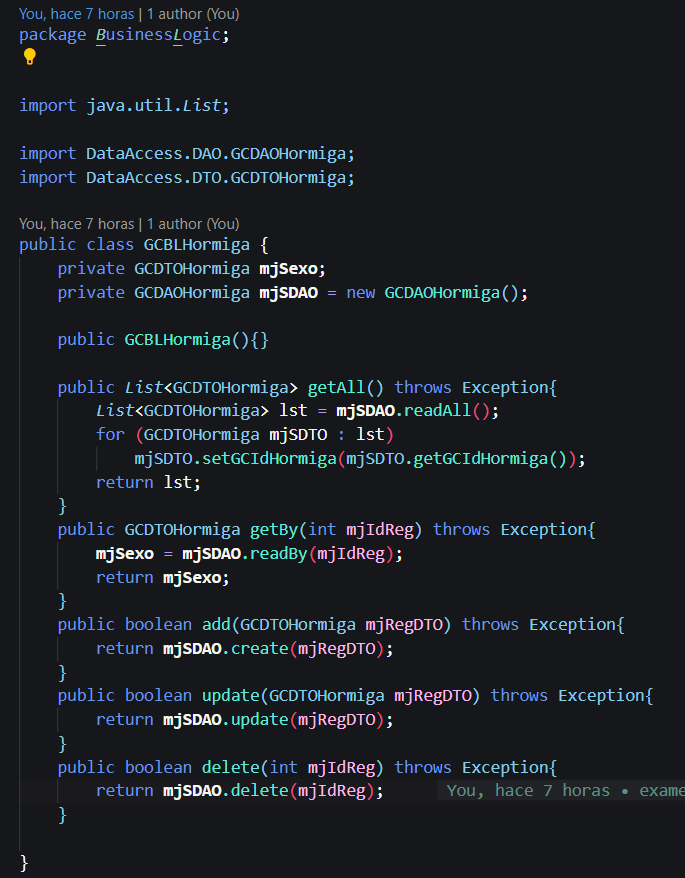 You, hace 7 horas | 1 author (You)
package BusinessLogic;
import java.util.List;
import DataAccess.DAO.GCDAOHormiga;
import DataAccess.DTO.GCDTOHormiga;
You, hace 7 horas | 1 author (You)
public class GCBLHormiga {
    private GCDTOHormiga mjSexo;
    private GCDAOHormiga mjSDAO = new GCDAOHormiga();
    public GCBLHormiga(){}
    public List<GCDTOHormiga> getAll() throws Exception{
        List<GCDTOHormiga> lst = mjSDAO.readAll();
        for (GCDTOHormiga mjSDTO : lst)
            mjSDTO.setGCIdHormiga(mjSDTO.getGCIdHormiga());
        return lst;
    }
    public GCDTOHormiga getBy(int mjIdReg) throws Exception{
        mjSexo = mjSDAO.readBy(mjIdReg);
        return mjSexo;
    }
    public boolean add(GCDTOHormiga mjRegDTO) throws Exception{
        return mjSDAO.create(mjRegDTO);
    }
    public boolean update(GCDTOHormiga mjRegDTO) throws Exception{
        return mjSDAO.update(mjRegDTO);
    }
    public boolean delete(int mjIdReg) throws Exception{
        return mjSDAO.delete(mjIdReg);     You, hace 7 horas • exame
    }
}